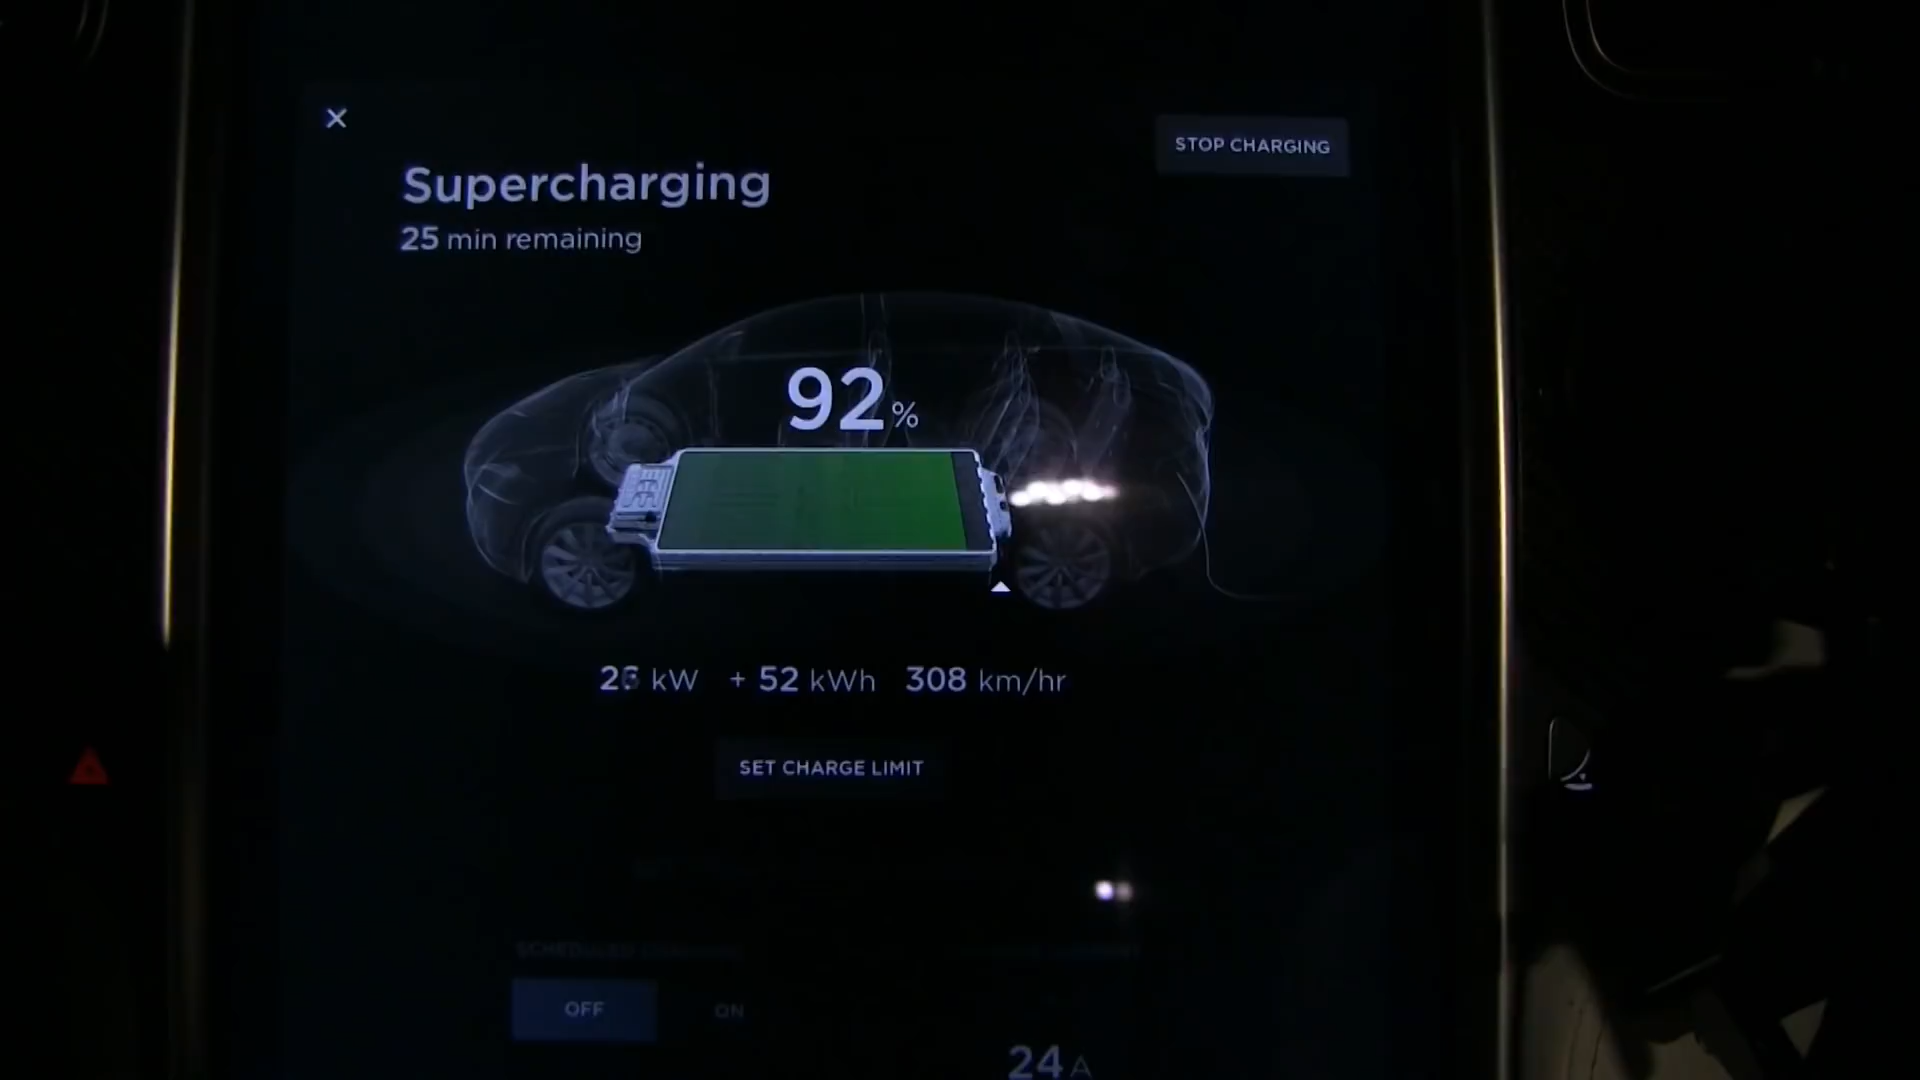 ×
STOP CHARGING
Supercharging
25 min remaining
92 %
kW + 52 kWh 308 km/hr
SET CHARGE LIMIT
SCHEDULED
OFF ON
24 A